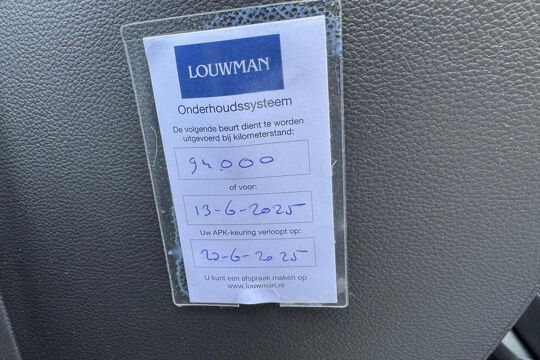 LOUWMAN
Onderhoudssysteem
De volgende beurt dient te worden
uitgevoerd bij kilometerstand:
94.000
of voor:
13-6-2025
Uw APK-keuring verloopt op:
22-6-2025
U kunt een afspraak maken op
www.louwman.nl